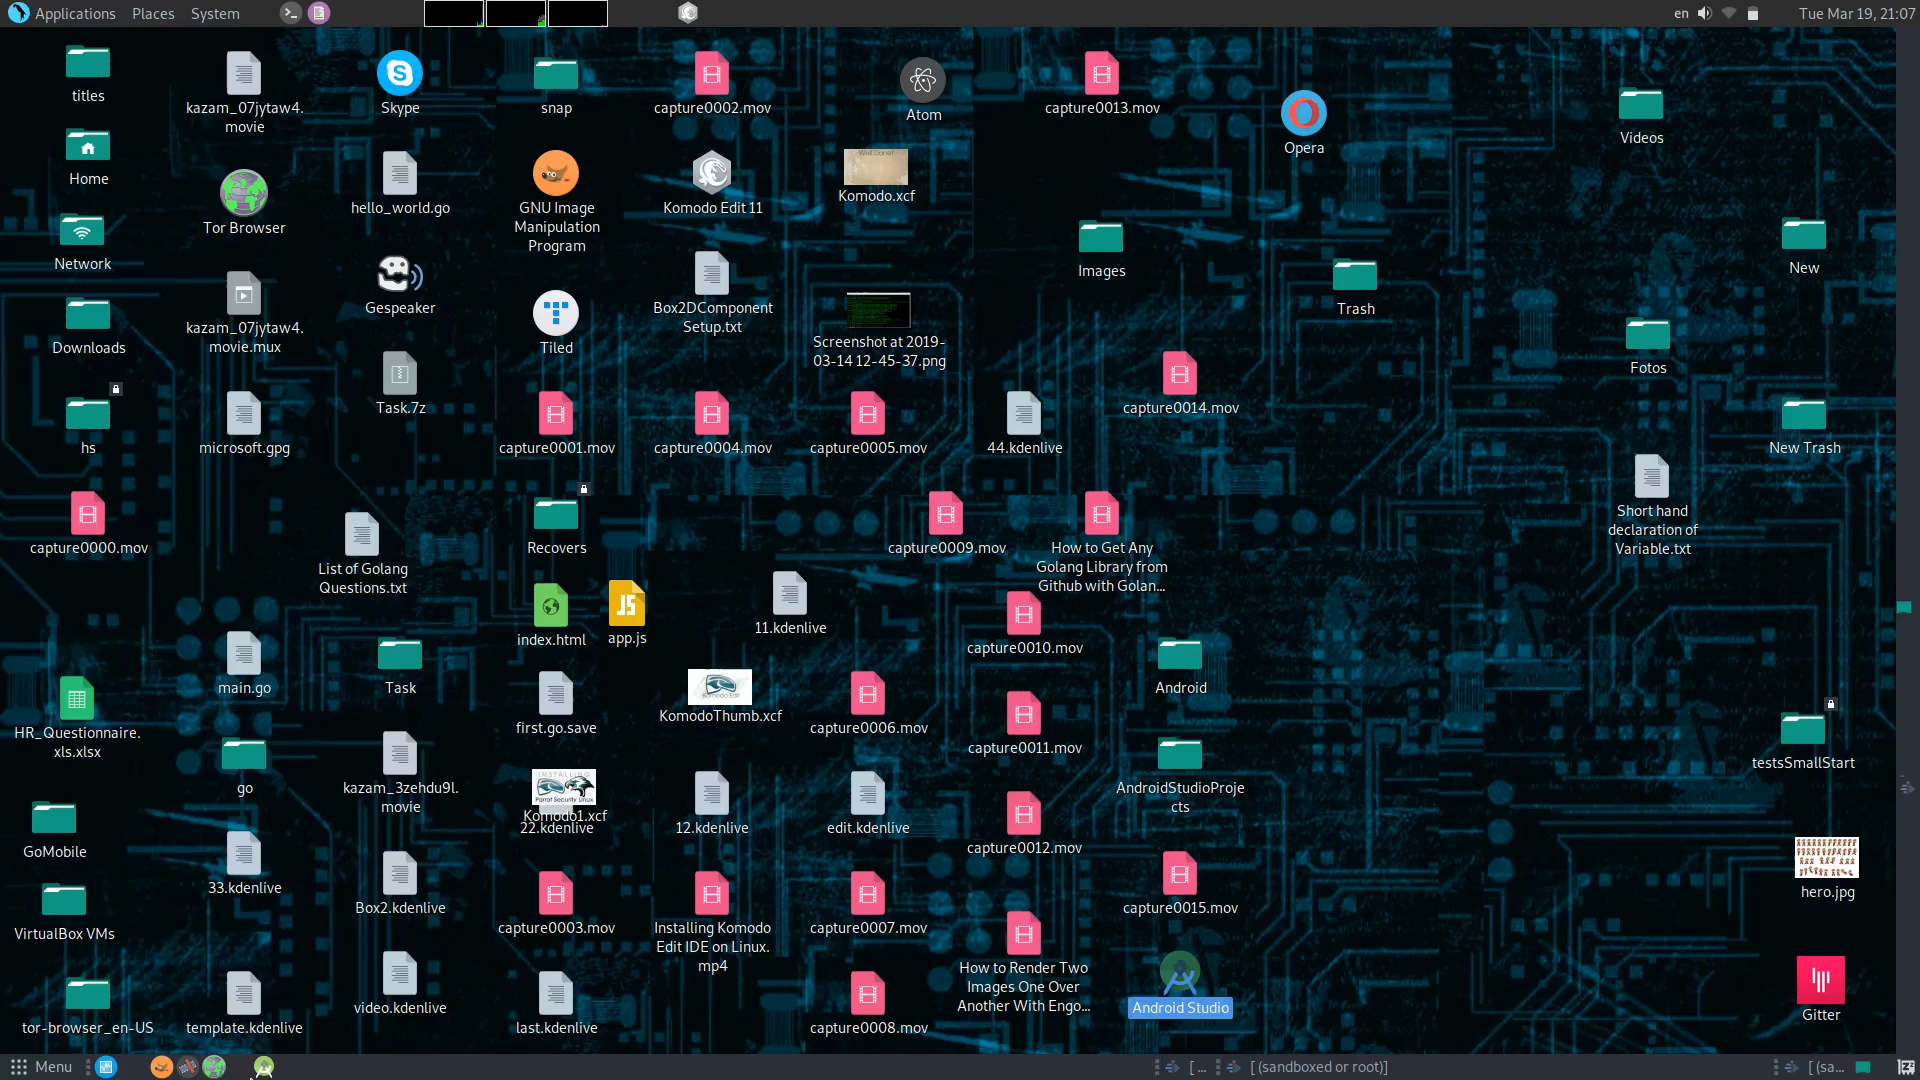 Applications Places System
en
Tue Mar 19, 21:07
titles
kazam_07jytaw4.
movie
Skype
snap
capture0002.mov
Atom
capture0013.mov
Opera
Videos
Home
Tor Browser
hello_world.go
GNU Image
Manipulation
Program
Komodo Edit 11
Well Done!
Komodo.xcf
Images
Trash
New
Network
kazam_07jytaw4.
movie.mux
Gespeaker
Tiled
Box2DComponent
Setup.txt
Screenshot at 2019-
03-14 12-45-37.png
Fotos
Downloads
Task.7z
capture0014.mov
hs
microsoft.gpg
capture0001.mov
capture0004.mov
capture0005.mov
44.kdenlive
New Trash
capture0000.mov
List of Golang
Questions.txt
Recovers
capture0009.mov
How to Get Any
Golang Library from
Github with Golan...
Short hand
declaration of
Variable.txt
index.html
JS
app.js
11.kdenlive
capture0010.mov
main.go
Task
first.go.save
Komodo Edit
KomodoThumb.xcf
capture0006.mov
capture0011.mov
Android
HR_Questionnaire.
xls.xlsx
go
kazam_3zehdu9l.
movie
INSTALLING
Parrot Security Linux
Komodo1.xcf
22.kdenlive
12.kdenlive
edit.kdenlive
capture0012.mov
AndroidStudioProje
cts
testsSmallStart
GoMobile
33.kdenlive
Box2.kdenlive
capture0003.mov
Installing Komodo
Edit IDE on Linux.
mp4
capture0007.mov
How to Render Two
Images One Over
Another With Engo...
capture0015.mov
hero.jpg
VirtualBox VMs
tor-browser_en-US
template.kdenlive
video.kdenlive
last.kdenlive
capture0008.mov
Android Studio
Gitter
Menu
[ ...
[ (sandboxed or root)]
[ (sa...